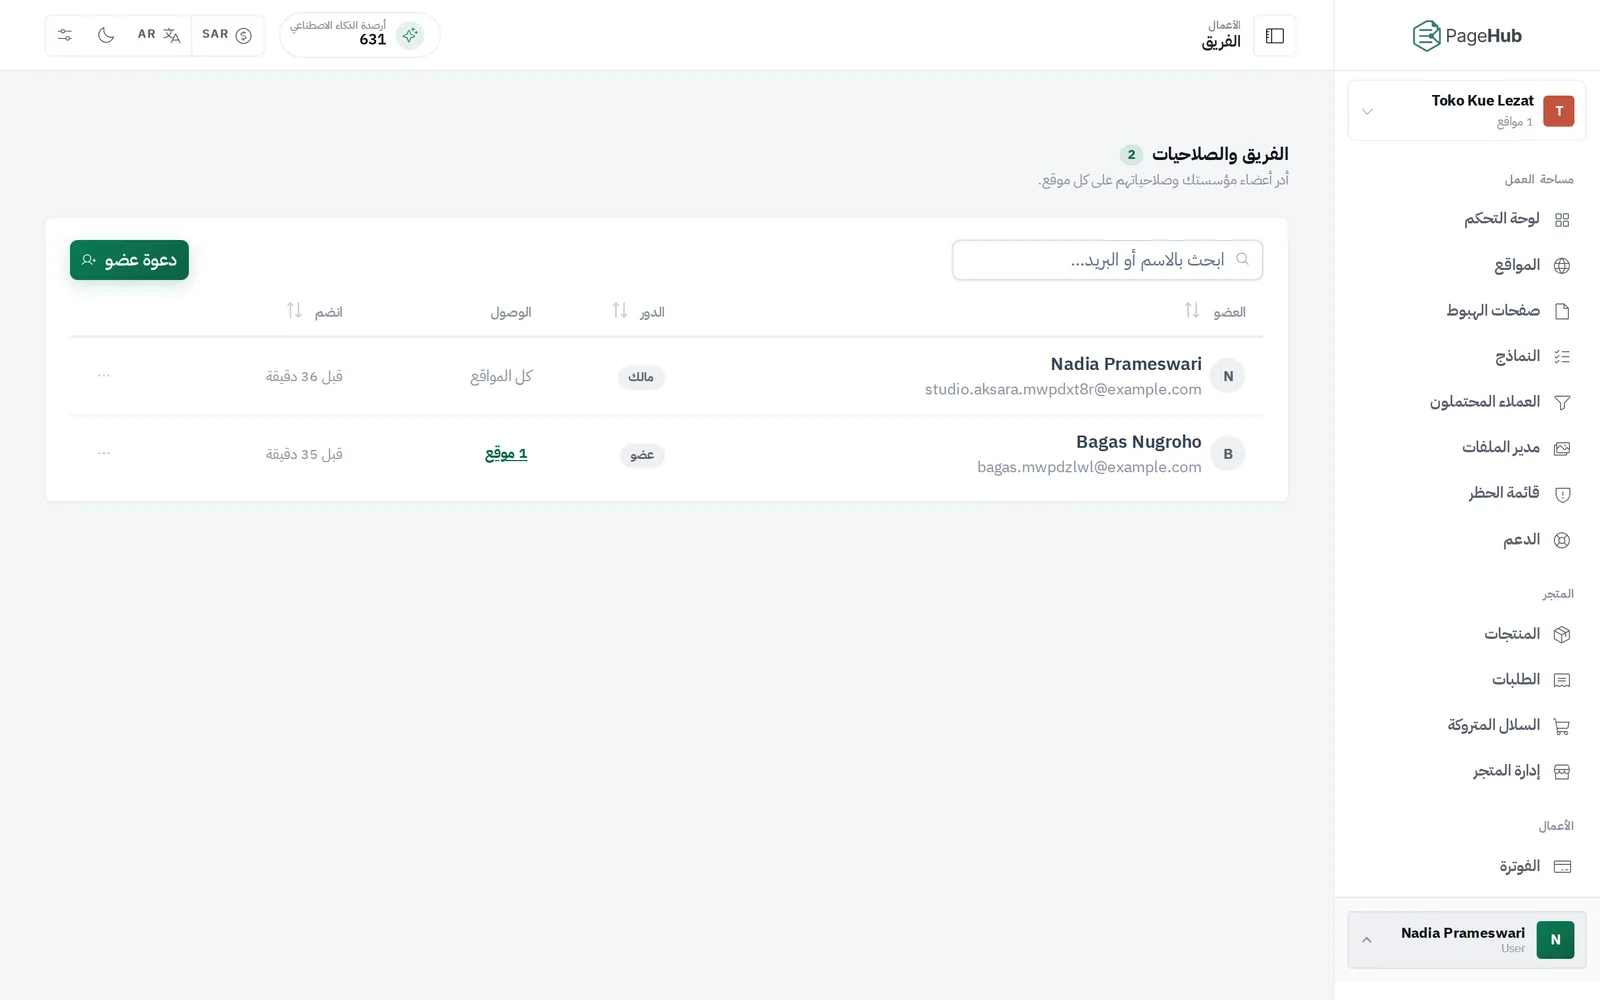 PageHub
الأعمال
الفريق
أرصدة الذكاء الاصطناعي
631
SAR
AR
Toko Kue Lezat
1 مواقع
T
مساحة العمل
لوحة التحكم
المواقع
صفحات الهبوط
النماذج
العملاء المحتملون
مدير الملفات
قائمة الحظر
الدعم
المتجر
المنتجات
الطلبات
السلال المتروكة
إدارة المتجر
الأعمال
الفوترة
N
Nadia Prameswari
User
الفريق والصلاحيات 2
أدر أعضاء مؤسستك وصلاحياتهم على كل موقع.
ابحث بالاسم أو البريد...
دعوة عضو
العضو الدور الوصول انضم
N Nadia Prameswari مالك كل المواقع قبل 36 دقيقة ...
studio.aksara.mwpdxt8r@example.com
B Bagas Nugroho عضو 1 موقع قبل 35 دقيقة ...
bagas.mwpdzlwl@example.com